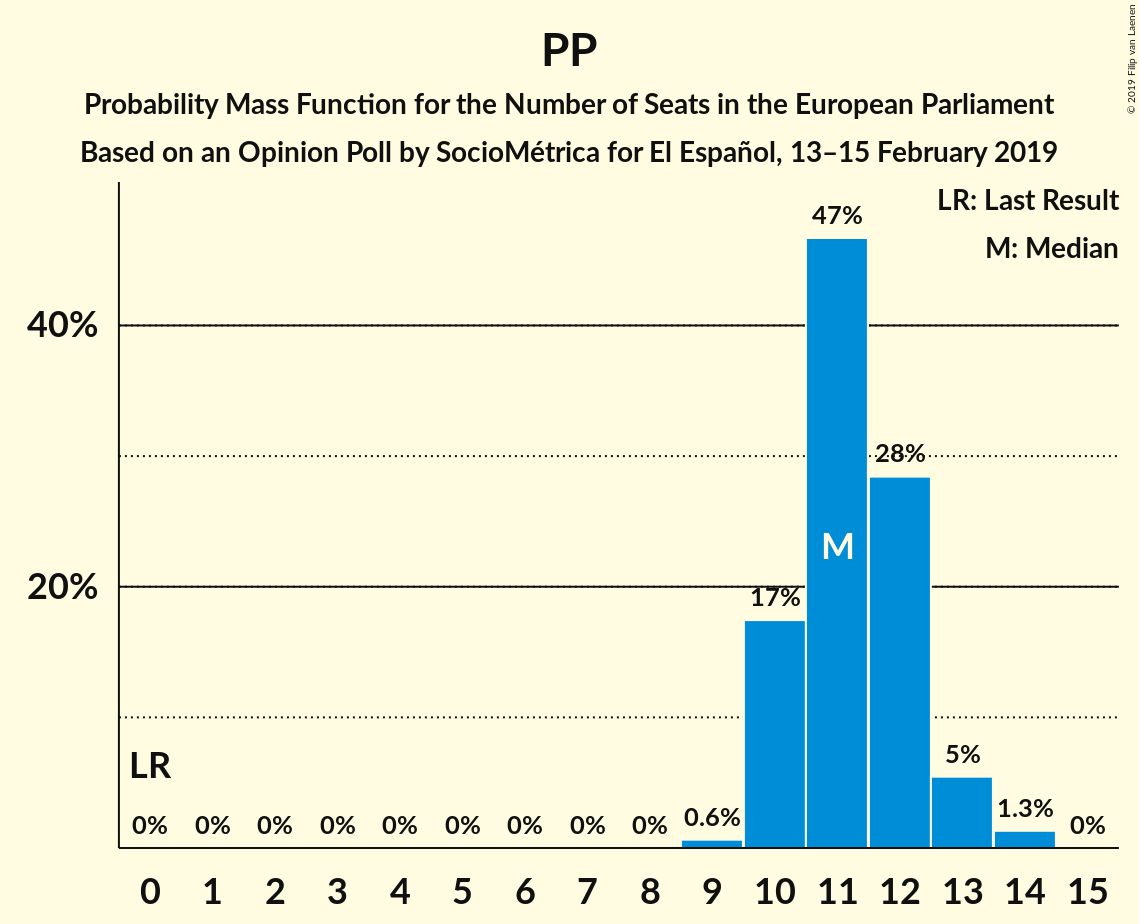 PP
Probability Mass Function for the Number of Seats in the European Parliament
Based on an Opinion Poll by SocioMétrica for El Español, 13–15 February 2019
© 2019 Filip van Laenen
LR: Last Result
M: Median
40%
20%
47%
28%
17%
M
LR
0% 0% 0% 0% 0% 0% 0% 0% 0% 0.6% 5% 1.3% 0%
0 1 2 3 4 5 6 7 8 9 10 11 12 13 14 15